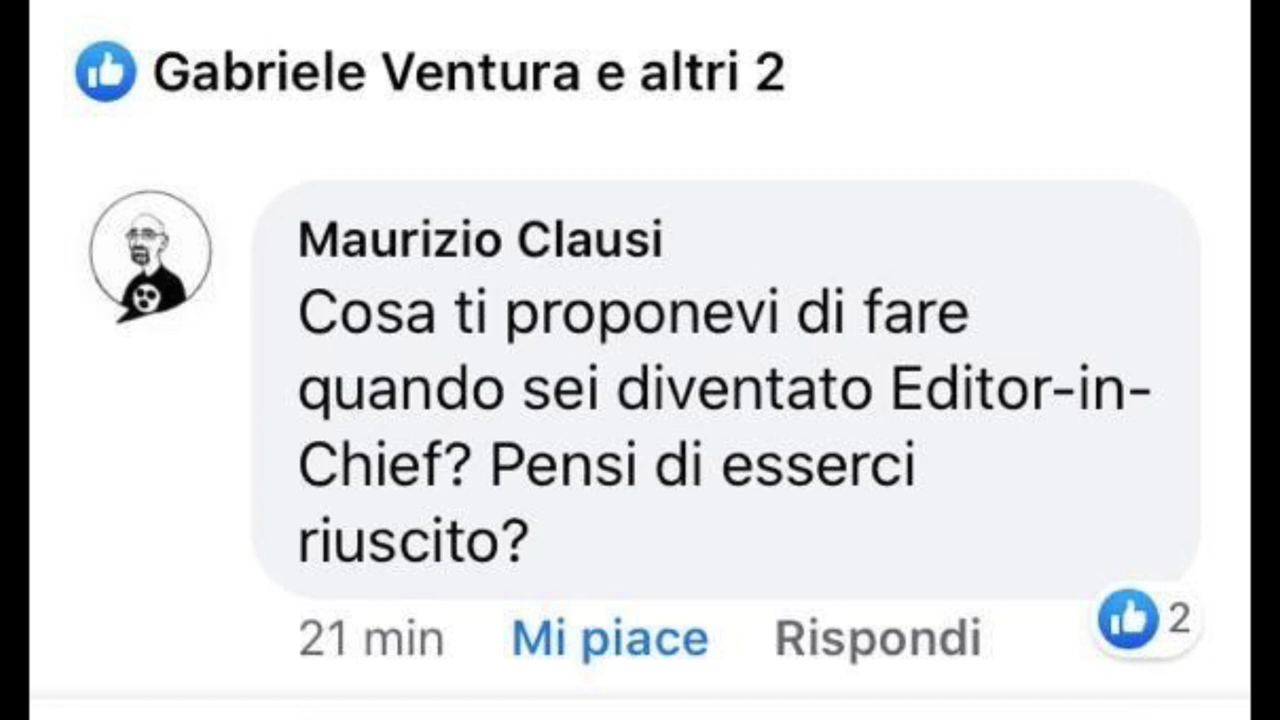 Gabriele Ventura e altri 2
Maurizio Clausi
Cosa ti proponevi di fare
quando sei diventato Editor-in-
Chief? Pensi di esserci
riuscito?
21 min Mi piace Rispondi 2